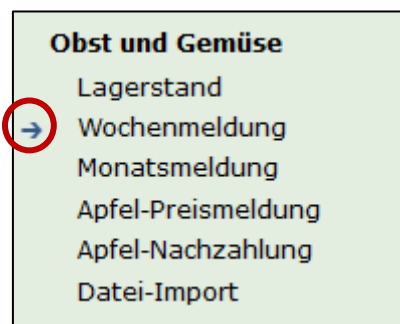 Obst und Gemüse
Lagerstand
Wochenmeldung
Monatsmeldung
Apfel-Preismeldung
Apfel-Nachzahlung
Datei-Import